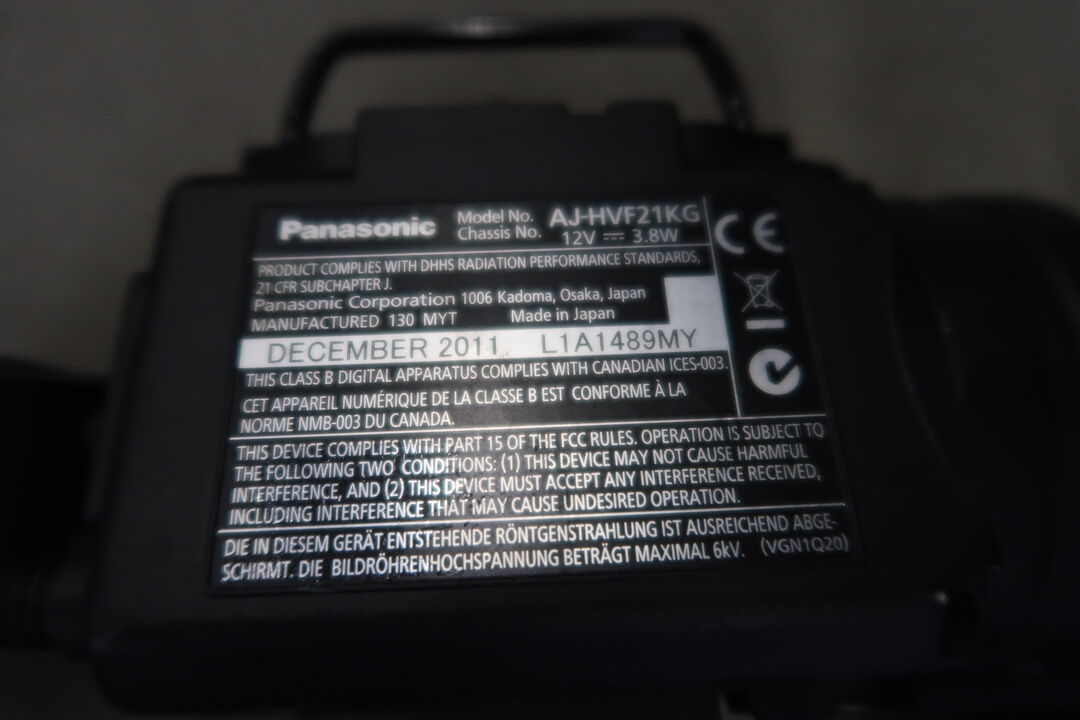 Panasonic
Model No. AJ-HVF21KG
Chassis No. 12V ⎓ 3.8W
PRODUCT COMPLIES WITH DHHS RADIATION PERFORMANCE STANDARDS,
21 CFR SUBCHAPTER J.
Panasonic Corporation 1006 Kadoma, Osaka, Japan
MANUFACTURED 130 MYT Made in Japan
DECEMBER 2011 L1A1489MY
THIS CLASS B DIGITAL APPARATUS COMPLIES WITH CANADIAN ICES-003.
CET APPAREIL NUMÉRIQUE DE LA CLASSE B EST CONFORME À LA
NORME NMB-003 DU CANADA.
CE
THIS DEVICE COMPLIES WITH PART 15 OF THE FCC RULES. OPERATION IS SUBJECT TO
THE FOLLOWING TWO CONDITIONS: (1) THIS DEVICE MAY NOT CAUSE HARMFUL
INTERFERENCE, AND (2) THIS DEVICE MUST ACCEPT ANY INTERFERENCE RECEIVED,
INCLUDING INTERFERENCE THAT MAY CAUSE UNDESIRED OPERATION.
DIE IN DIESEM GERÄT ENTSTEHENDE RÖNTGENSTRAHLUNG IST AUSREICHEND ABGE-
SCHIRMT. DIE BILDRÖHRENHOCHSPANNUNG BETRÄGT MAXIMAL 6kV. (VGN1Q20)